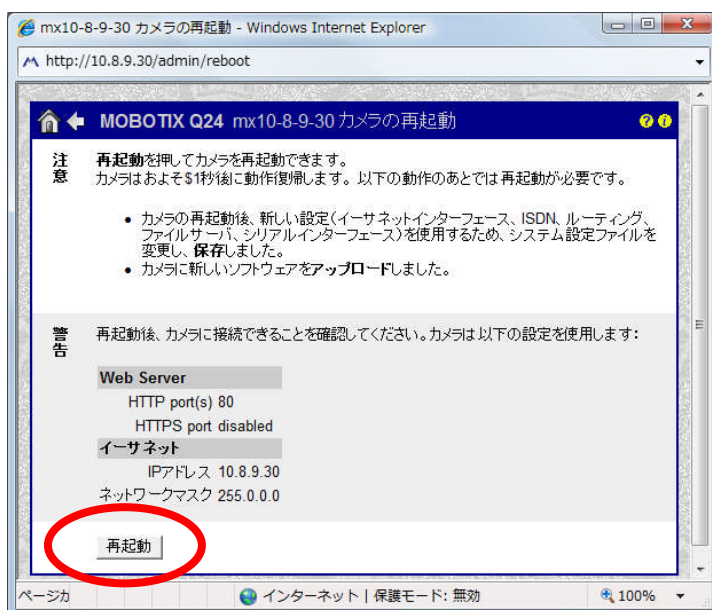 mx10-8-9-30 カメラの再起動 - Windows Internet Explorer
http://10.8.9.30/admin/reboot
MOBOTIX Q24 mx10-8-9-30 カメラの再起動
注意
再起動を押してカメラを再起動できます。
カメラはおよそ$1秒後に動作復帰します。以下の動作のあとでは再起動が必要です。
• カメラの再起動後、新しい設定(イーサネットインターフェース、ISDN、ルーティング、
ファイルサーバ、シリアルインターフェース)を使用するため、システム設定ファイルを
変更し、保存しました。
• カメラに新しいソフトウェアをアップロードしました。
警告
再起動後、カメラに接続できることを確認してください。カメラは以下の設定を使用します:
Web Server
HTTP port(s) 80
HTTPS port disabled
イーサネット
IPアドレス 10.8.9.30
ネットワークマスク 255.0.0.0
再起動
ページカ
インターネット | 保護モード: 無効
100%